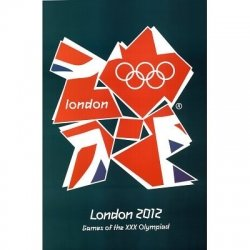 london
®
London 2012
Games of the XXX Olympiad